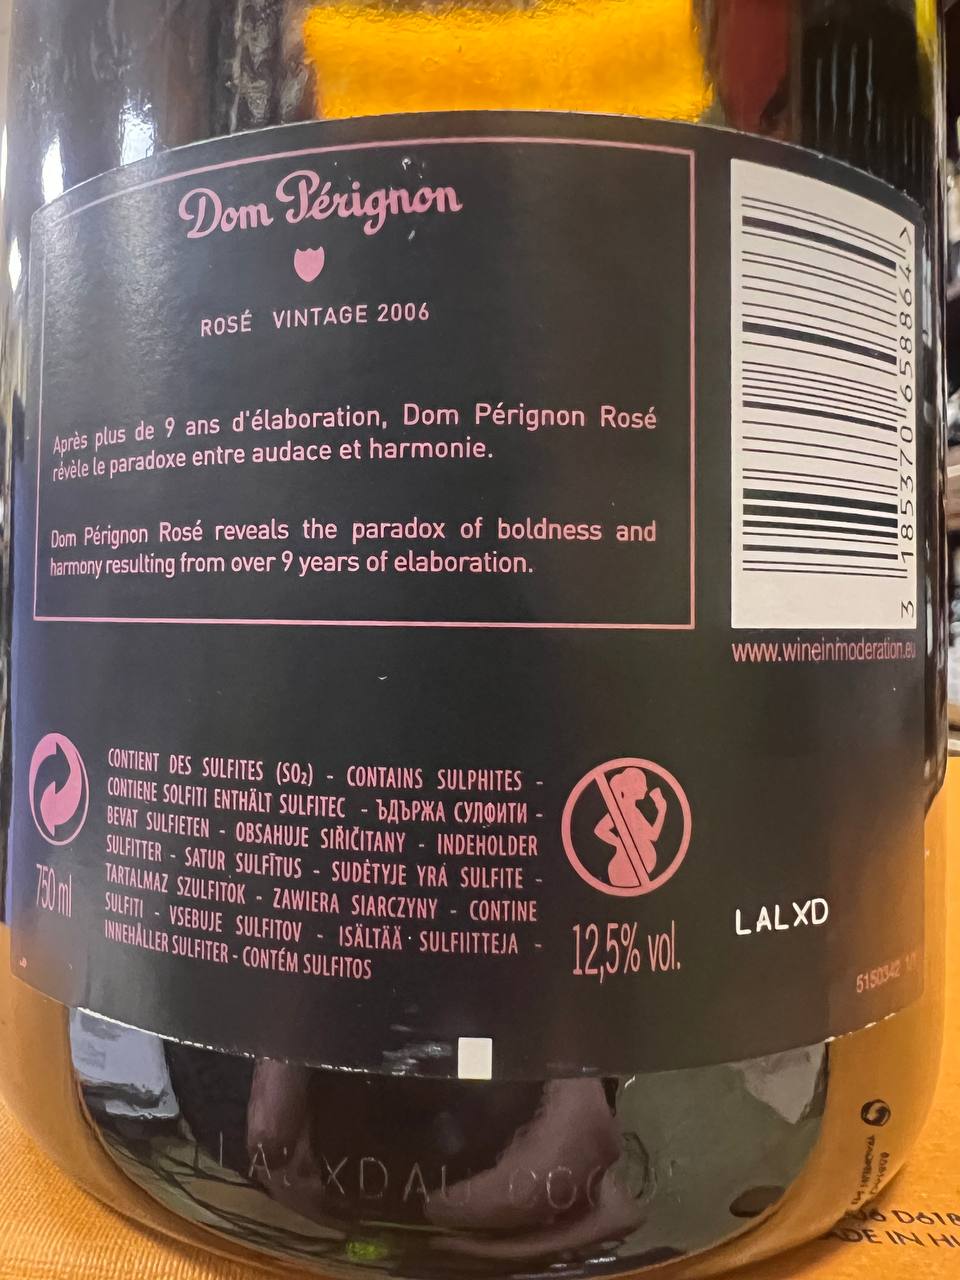 Dom Pérignon
ROSÉ VINTAGE 2006
Après plus de 9 ans d'élaboration, Dom Pérignon Rosé
révèle le paradoxe entre audace et harmonie.
Dom Pérignon Rosé reveals the paradox of boldness and
harmony resulting from over 9 years of elaboration.
3 185370 658864 >
www.wineinmoderation.eu
CONTIENT DES SULFITES (SO₂) - CONTAINS SULPHITES -
CONTIENE SOLFITI ENTHÄLT SULFITEC - ЪДЪРЖА СУЛФИТИ -
BEVAT SULFIETEN - OBSAHUJE SIŘIČITANY - INDEHOLDER
SULFITTER - SATUR SULFĪTUS - SUDĖTYJE YRÁ SULFITE -
TARTALMAZ SZULFITOK - ZAWIERA SIARCZYNY - CONTINE
SULFITI - VSEBUJE SULFITOV - ISÄLTÄÄ · SULFIITTEJA -
INNEHÅLLER SULFITER - CONTÉM SULFITOS
750 ml
12,5% vol.
LALXD
5150342